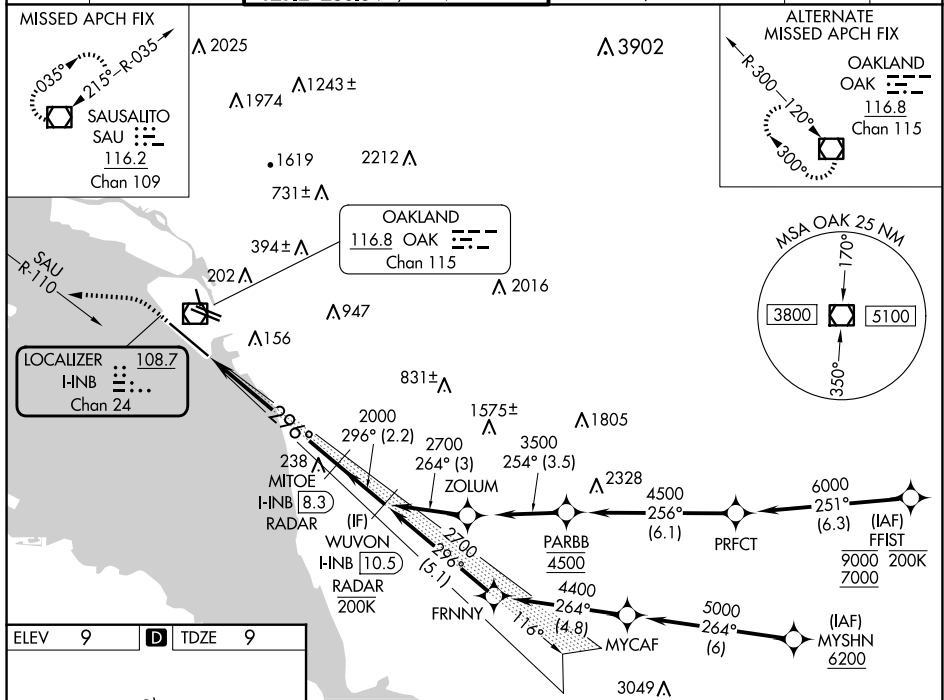 MISSED APCH FIX
035°
215°
R-035
SAUSALITO
SAU
116.2
Chan 109
2025
1974
1243±
3902
1619
2212
731±
ALTERNATE
MISSED APCH FIX
R-300
120°
300°
OAKLAND
OAK
116.8
Chan 115
OAKLAND
116.8 OAK
Chan 115
394±
202
2016
947
156
SAU
R-110
MSA OAK 25 NM
170°
3800
5100
350°
LOCALIZER 108.7
I-INB
Chan 24
831±
1575±
1805
296°
2000
296° (2.2)
2700
264° (3)
3500
254° (3.5)
238
2328
MITOE
I-INB 8.3
RADAR
ZOLUM
4500
256°
(6.1)
6000
251°
(6.3)
(IF)
WUVON
I-INB 10.5
RADAR
200K
PARBB
4500
PRFCT
(IAF)
FFIST
9000 200K
7000
2700
296°
(5.1)
FRNNY
116°
4400
264°
(4.8)
MYCAF
5000
264°
(6)
(IAF)
MYSHN
6200
3049
ELEV 9 D TDZE 9